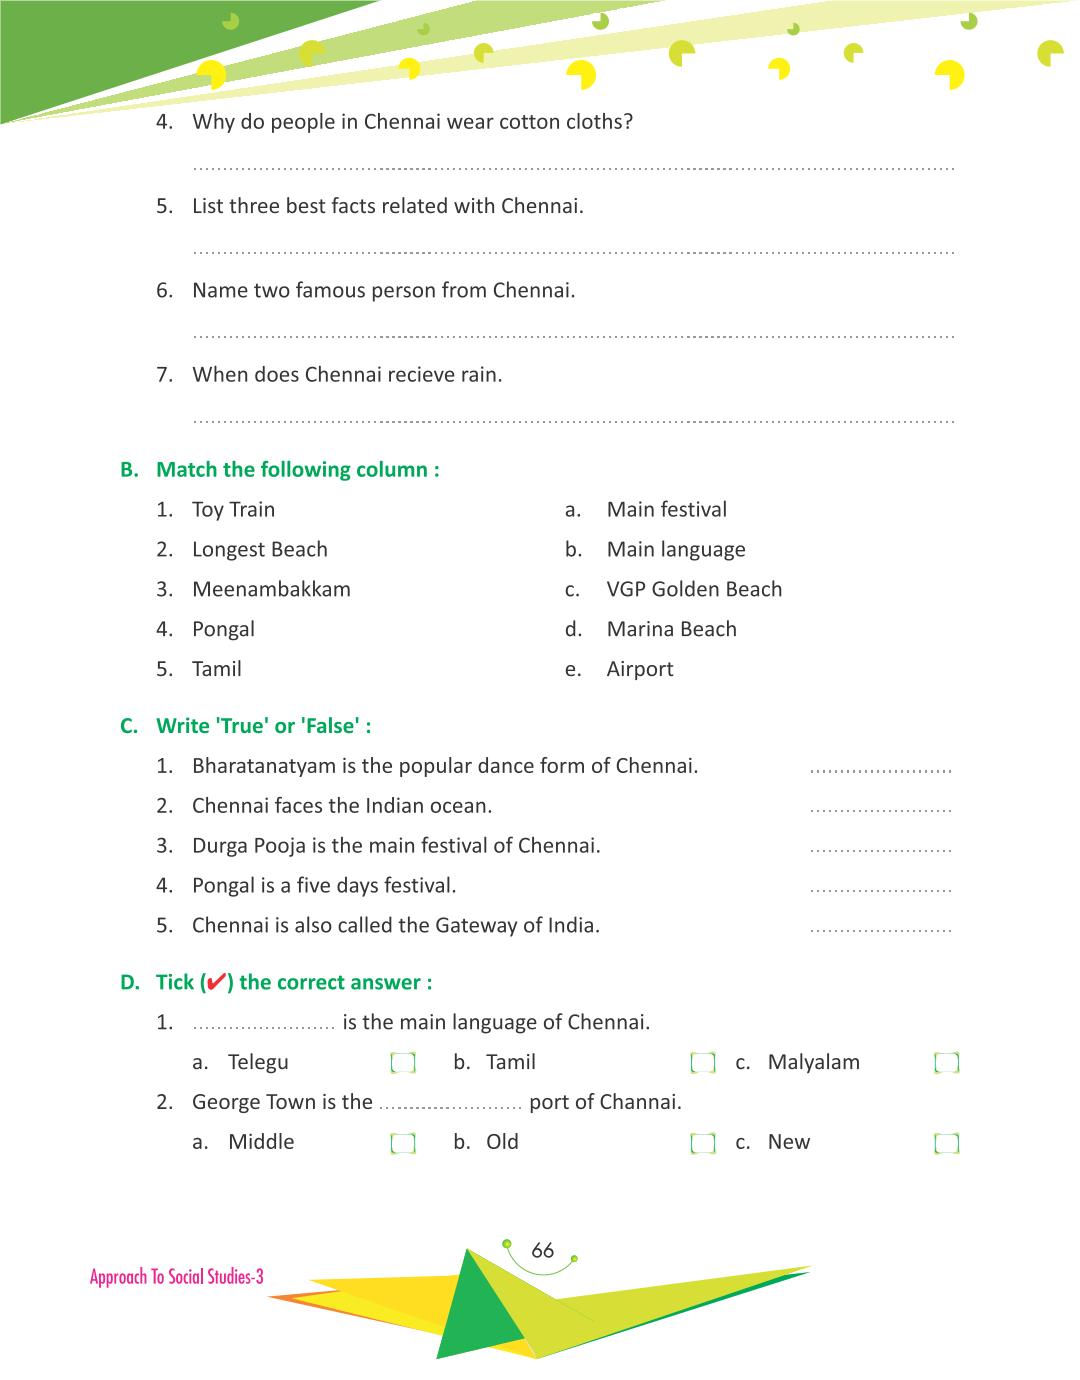 4. Why do people in Chennai wear cotton cloths?
5. List three best facts related with Chennai.
6. Name two famous person from Chennai.
7. When does Chennai recieve rain.
B. Match the following column :
1. Toy Train a. Main festival
2. Longest Beach b. Main language
3. Meenambakkam c. VGP Golden Beach
4. Pongal d. Marina Beach
5. Tamil e. Airport
C. Write 'True' or 'False' :
1. Bharatanatyam is the popular dance form of Chennai. ........................
2. Chennai faces the Indian ocean. ........................
3. Durga Pooja is the main festival of Chennai. ........................
4. Pongal is a five days festival. ........................
5. Chennai is also called the Gateway of India. ........................
D. Tick (✔) the correct answer :
1. ........................ is the main language of Chennai.
a. Telegu b. Tamil c. Malyalam
2. George Town is the ........................ port of Channai.
a. Middle b. Old c. New
66
Approach To Social Studies-3